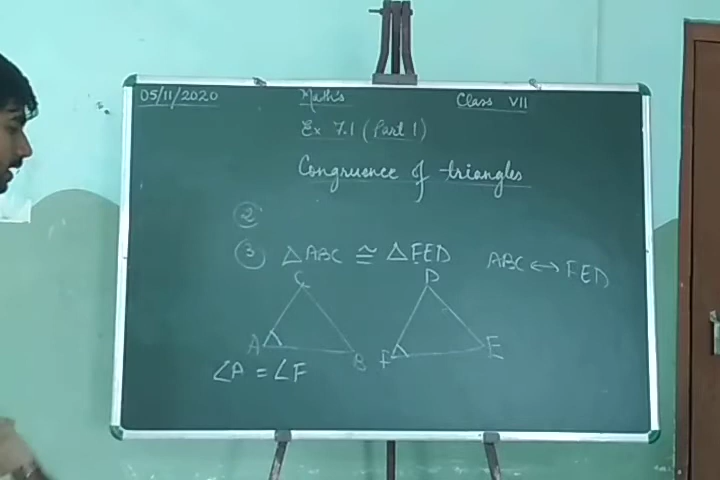 05/11/2020 Maths Class VII
Ex 7.1 (Part 1)
Congruence of triangles
②
③ △ABC ≅ △FED ABC ↔ FED
C D
A B F E
∠A = ∠F